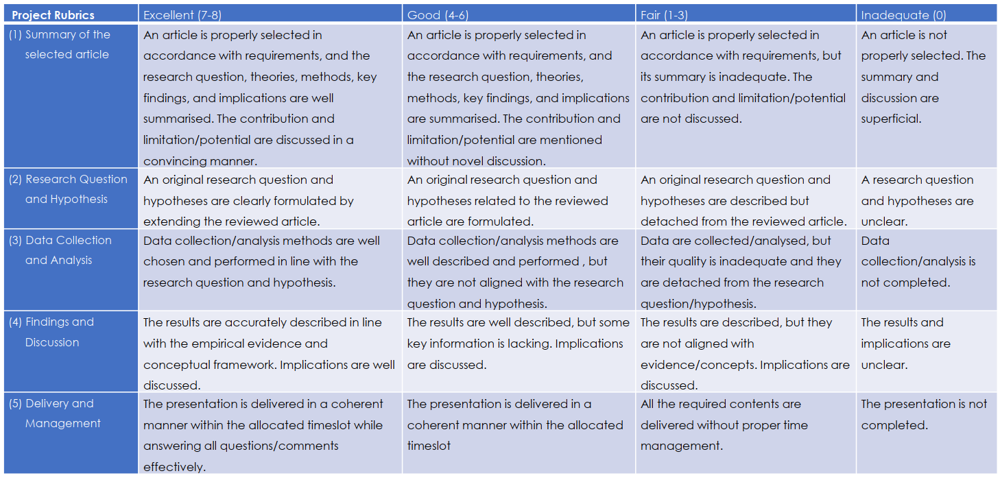 Project Rubrics
Excellent (7-8)
Good (4-6)
Fair (1-3)
Inadequate (0)
(1) Summary of the
selected article
An article is properly selected in
accordance with requirements, and the
research question, theories, methods, key
findings, and implications are well
summarised. The contribution and
limitation/potential are discussed in a
convincing manner.
An article is properly selected in
accordance with requirements, and
the research question, theories,
methods, key findings, and implications
are summarised. The contribution and
limitation/potential are mentioned
without novel discussion.
An article is properly selected in
accordance with requirements, but
its summary is inadequate. The
contribution and limitation/potential
are not discussed.
An article is not
properly selected. The
summary and
discussion are
superficial.
(2) Research Question
and Hypothesis
An original research question and
hypotheses are clearly formulated by
extending the reviewed article.
An original research question and
hypotheses related to the reviewed
article are formulated.
An original research question and
hypotheses are described but
detached from the reviewed article.
A research question
and hypotheses are
unclear.
(3) Data Collection
and Analysis
Data collection/analysis methods are well
chosen and performed in line with the
research question and hypothesis.
Data collection/analysis methods are
well described and performed , but
they are not aligned with the research
question and hypothesis.
Data are collected/analysed, but
their quality is inadequate and they
are detached from the research
question/hypothesis.
Data
collection/analysis is
not completed.
(4) Findings and
Discussion
The results are accurately described in line
with the empirical evidence and
conceptual framework. Implications are well
discussed.
The results are well described, but some
key information is lacking. Implications
are discussed.
The results are described, but they
are not aligned with
evidence/concepts. Implications are
discussed.
The results and
implications are
unclear.
(5) Delivery and
Management
The presentation is delivered in a coherent
manner within the allocated timeslot while
answering all questions/comments
effectively.
The presentation is delivered in a
coherent manner within the allocated
timeslot
All the required contents are
delivered without proper time
management.
The presentation is not
completed.